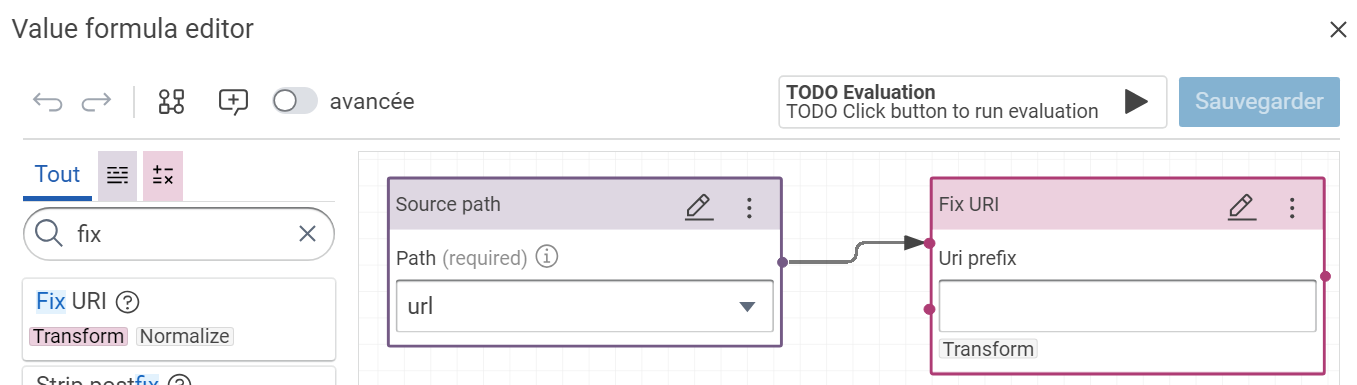 Value formula editor
avancée
TODO Evaluation
TODO Click button to run evaluation
Sauvegarder
Tout
fix
Fix URI
Transform Normalize
Strip postfix
Source path
Path (required)
url
Fix URI
Uri prefix
Transform